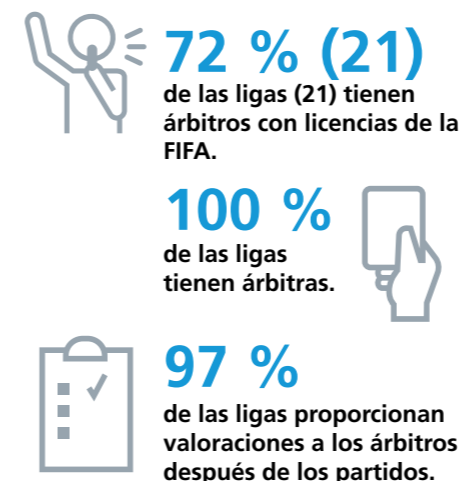 72 % (21)
de las ligas (21) tienen
árbitros con licencias de la
FIFA.
100 %
de las ligas
tienen árbitras.
97 %
de las ligas proporcionan
valoraciones a los árbitros
después de los partidos.